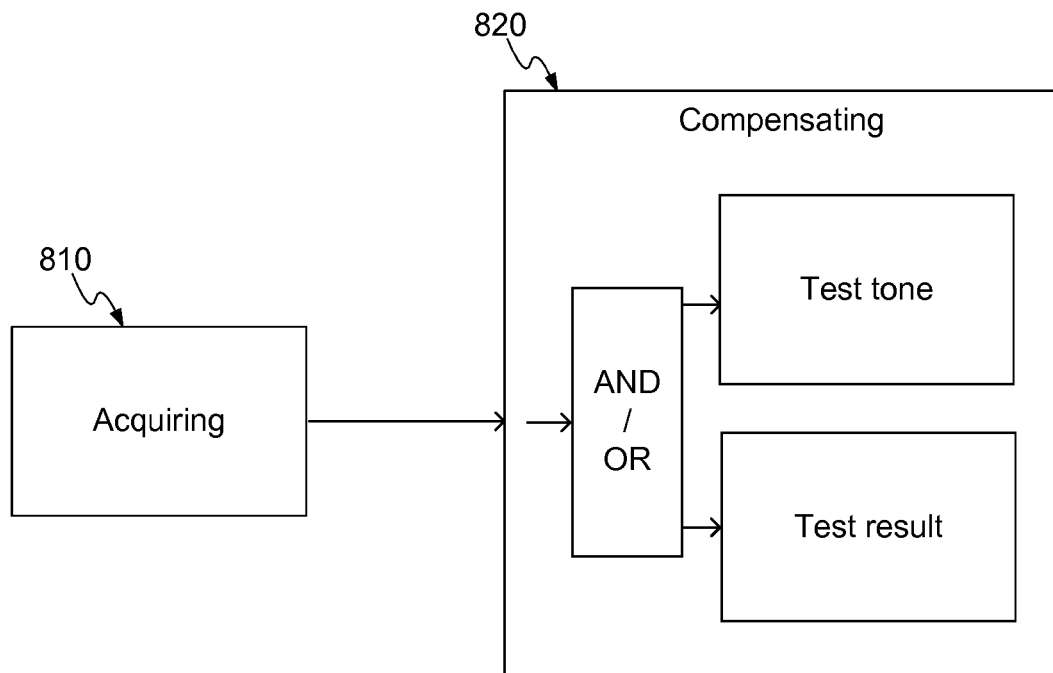 820
Compensating
810
Test tone
Acquiring
AND
/
OR
Test result